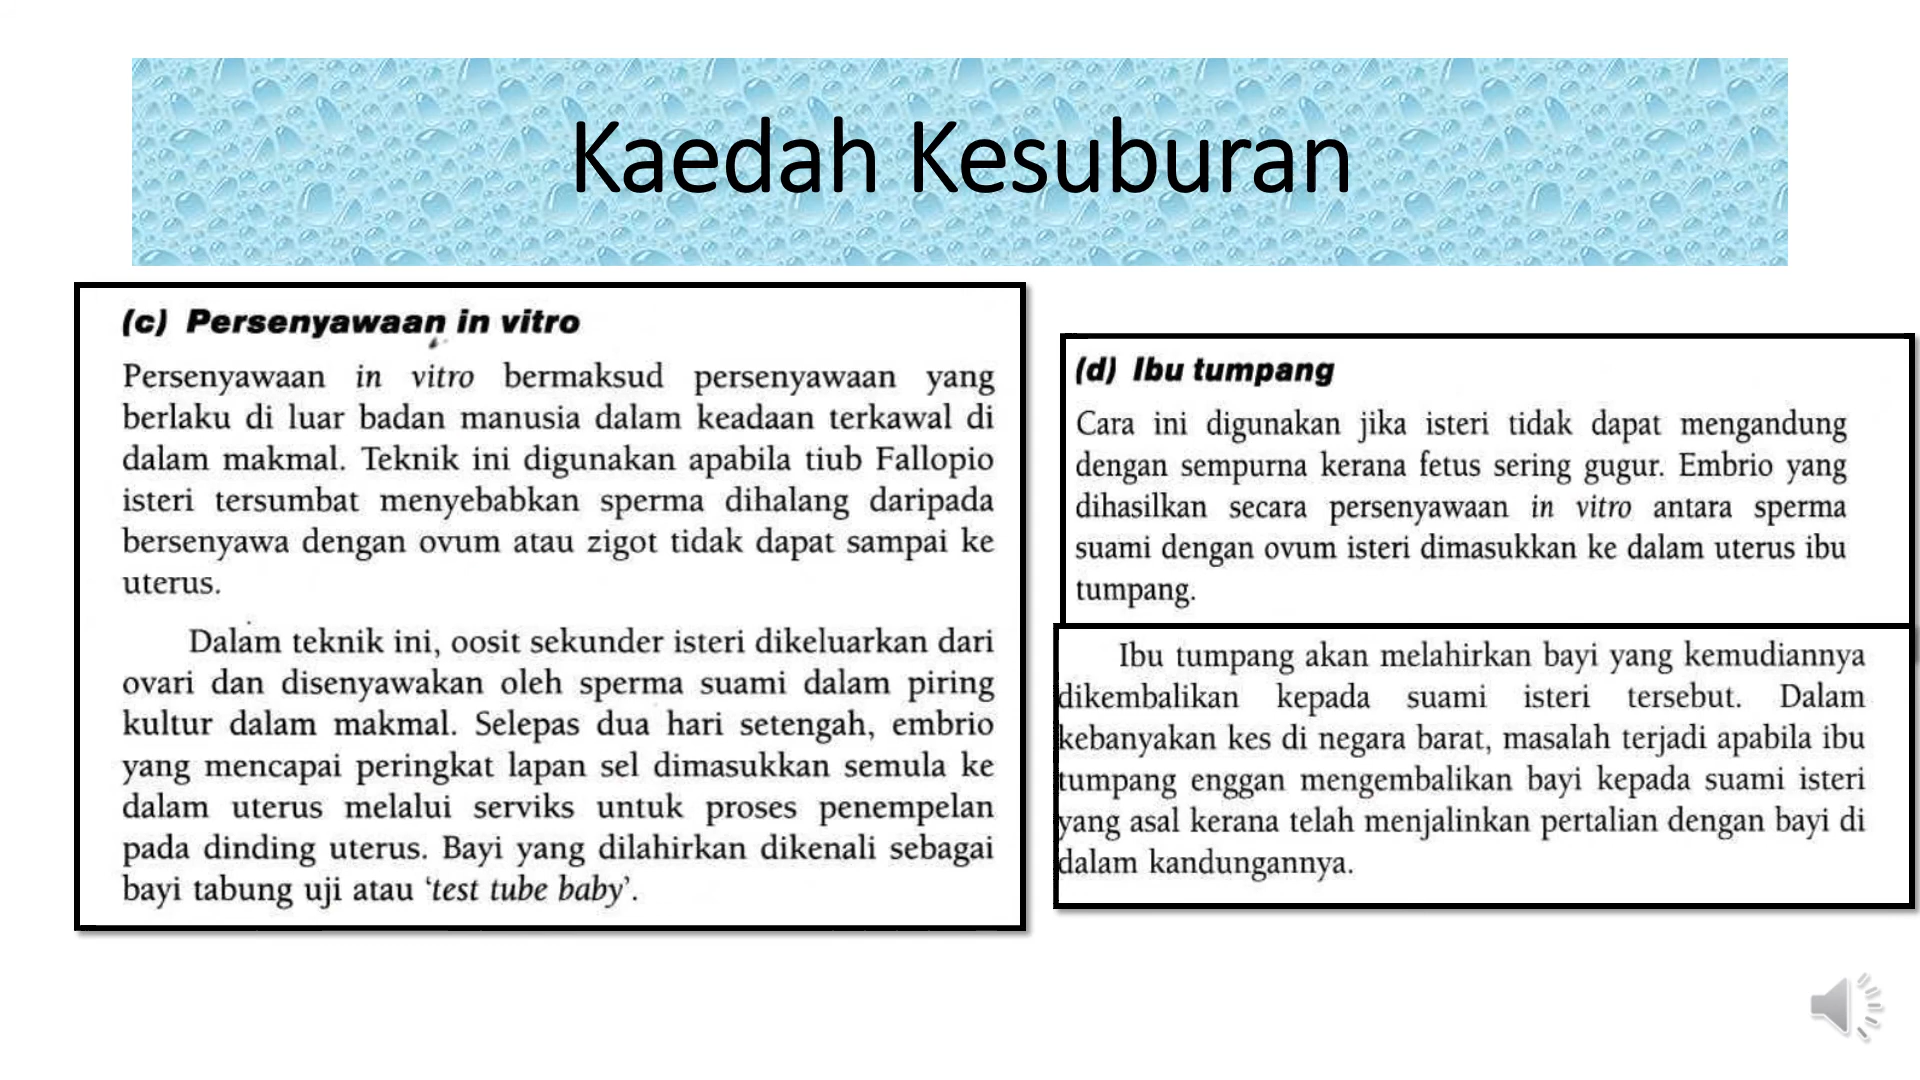 Kaedah Kesuburan
(c) Persenyawaan in vitro
Persenyawaan in vitro bermaksud persenyawaan yang
berlaku di luar badan manusia dalam keadaan terkawal di
dalam makmal. Teknik ini digunakan apabila tiub Fallopio
isteri tersumbat menyebabkan sperma dihalang daripada
bersenyawa dengan ovum atau zigot tidak dapat sampai ke
uterus.
Dalam teknik ini, oosit sekunder isteri dikeluarkan dari
ovari dan disenyawakan oleh sperma suami dalam piring
kultur dalam makmal. Selepas dua hari setengah, embrio
yang mencapai peringkat lapan sel dimasukkan semula ke
dalam uterus melalui serviks untuk proses penempelan
pada dinding uterus. Bayi yang dilahirkan dikenali sebagai
bayi tabung uji atau ‘test tube baby’.
(d) Ibu tumpang
Cara ini digunakan jika isteri tidak dapat mengandung
dengan sempurna kerana fetus sering gugur. Embrio yang
dihasilkan secara persenyawaan in vitro antara sperma
suami dengan ovum isteri dimasukkan ke dalam uterus ibu
tumpang.
Ibu tumpang akan melahirkan bayi yang kemudiannya
dikembalikan kepada suami isteri tersebut. Dalam
kebanyakan kes di negara barat, masalah terjadi apabila ibu
tumpang enggan mengembalikan bayi kepada suami isteri
yang asal kerana telah menjalinkan pertalian dengan bayi di
dalam kandungannya.